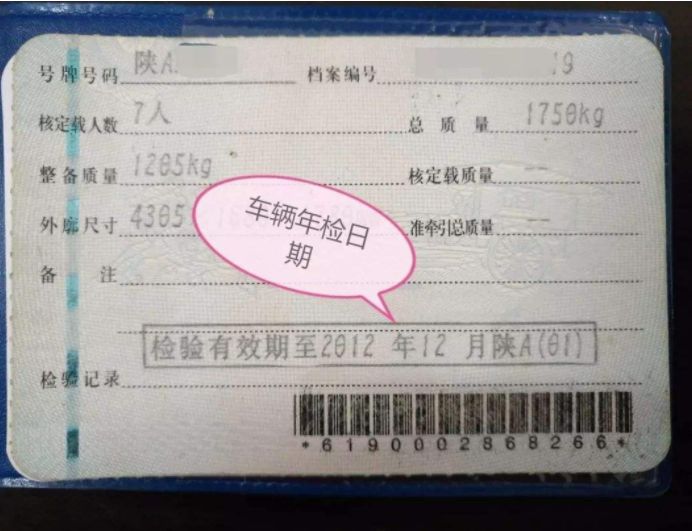 号牌号码 陕A 档案编号 19
核定载人数 7人 总质量 1750kg
整备质量 1205kg 核定载质量 --
外廓尺寸 4305 准牵引总质量 --
车辆年检日
期
备注
检验有效期至2012年12月陕A(01)
检验记录
*6190002868266*